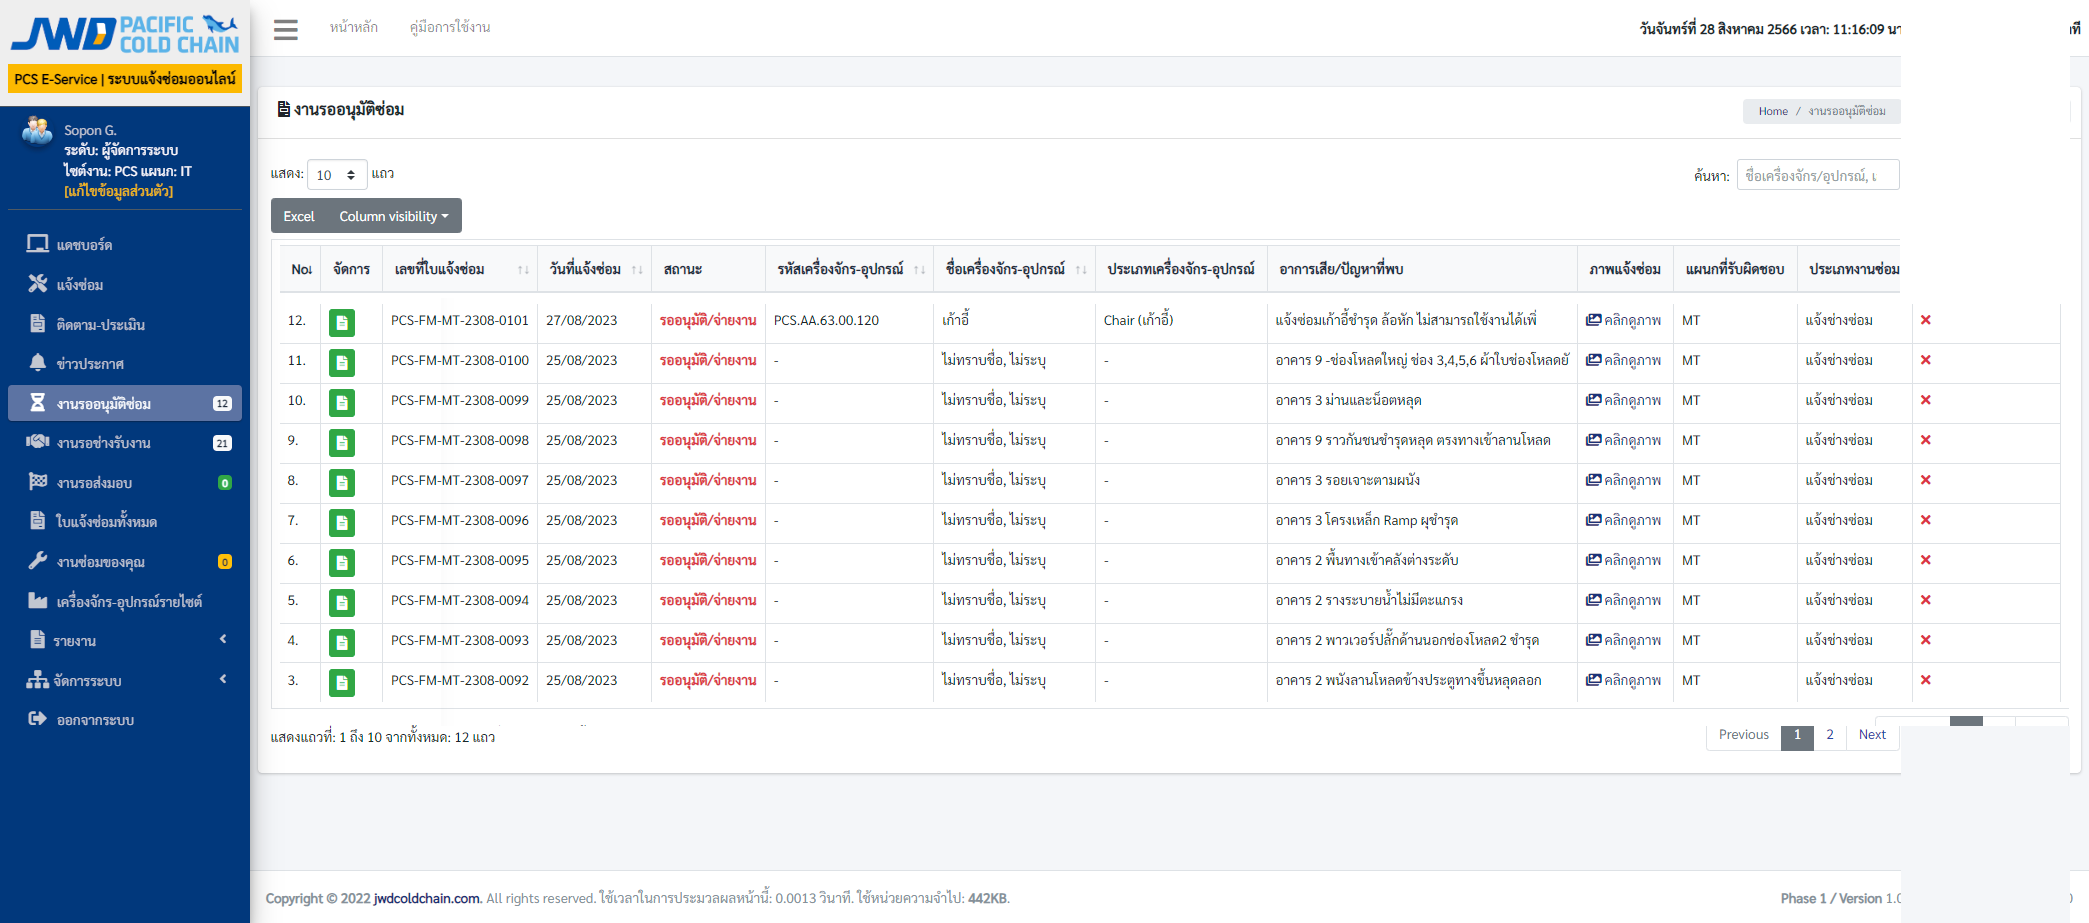 JWD PACIFIC COLD CHAIN
PCS E-Service | ระบบแจ้งซ่อมออนไลน์
Sopon G.
ระดับ: ผู้จัดการระบบ
ไซต์งาน: PCS แผนก: IT
[แก้ไขข้อมูลส่วนตัว]
แดชบอร์ด
แจ้งซ่อม
ติดตาม-ประเมิน
ข่าวประกาศ
งานรออนุมัติซ่อม 12
งานรอช่างรับงาน 21
งานรอส่งมอบ 0
ใบแจ้งซ่อมทั้งหมด
งานซ่อมของคุณ 0
เครื่องจักร-อุปกรณ์รายไซต์
รายงาน
จัดการระบบ
ออกจากระบบ
หน้าหลัก คู่มือการใช้งาน
วันจันทร์ที่ 28 สิงหาคม 2566 เวลา: 11:16:09 นา
งานรออนุมัติซ่อม
Home / งานรออนุมัติซ่อม
แสดง: 10 แถว
ค้นหา: ชื่อเครื่องจักร/อุปกรณ์, เ
Excel Column visibility
No จัดการ เลขที่ใบแจ้งซ่อม วันที่แจ้งซ่อม สถานะ รหัสเครื่องจักร-อุปกรณ์ ชื่อเครื่องจักร-อุปกรณ์ ประเภทเครื่องจักร-อุปกรณ์ อาการเสีย/ปัญหาที่พบ ภาพแจ้งซ่อม แผนกที่รับผิดชอบ ประเภทงานซ่อม
12. PCS-FM-MT-2308-0101 27/08/2023 รออนุมัติ/จ่ายงาน PCS.AA.63.00.120 เก้าอี้ Chair (เก้าอี้) แจ้งซ่อมเก้าอี้ชำรุด ล้อหัก ไม่สามารถใช้งานได้เพิ่ คลิกดูภาพ MT แจ้งช่างซ่อม
11. PCS-FM-MT-2308-0100 25/08/2023 รออนุมัติ/จ่ายงาน - ไม่ทราบชื่อ, ไม่ระบุ - อาคาร 9 -ช่องโหลดใหญ่ ช่อง 3,4,5,6 ผ้าใบช่องโหลดยั คลิกดูภาพ MT แจ้งช่างซ่อม
10. PCS-FM-MT-2308-0099 25/08/2023 รออนุมัติ/จ่ายงาน - ไม่ทราบชื่อ, ไม่ระบุ - อาคาร 3 ม่านและน็อตหลุด คลิกดูภาพ MT แจ้งช่างซ่อม
9. PCS-FM-MT-2308-0098 25/08/2023 รออนุมัติ/จ่ายงาน - ไม่ทราบชื่อ, ไม่ระบุ - อาคาร 9 ราวกันชนชำรุดหลุด ตรงทางเข้าลานโหลด คลิกดูภาพ MT แจ้งช่างซ่อม
8. PCS-FM-MT-2308-0097 25/08/2023 รออนุมัติ/จ่ายงาน - ไม่ทราบชื่อ, ไม่ระบุ - อาคาร 3 รอยเจาะตามผนัง คลิกดูภาพ MT แจ้งช่างซ่อม
7. PCS-FM-MT-2308-0096 25/08/2023 รออนุมัติ/จ่ายงาน - ไม่ทราบชื่อ, ไม่ระบุ - อาคาร 3 โครงเหล็ก Ramp ผุชำรุด คลิกดูภาพ MT แจ้งช่างซ่อม
6. PCS-FM-MT-2308-0095 25/08/2023 รออนุมัติ/จ่ายงาน - ไม่ทราบชื่อ, ไม่ระบุ - อาคาร 2 พื้นทางเข้าคลังต่างระดับ คลิกดูภาพ MT แจ้งช่างซ่อม
5. PCS-FM-MT-2308-0094 25/08/2023 รออนุมัติ/จ่ายงาน - ไม่ทราบชื่อ, ไม่ระบุ - อาคาร 2 รางระบายน้ำไม่มีตะแกรง คลิกดูภาพ MT แจ้งช่างซ่อม
4. PCS-FM-MT-2308-0093 25/08/2023 รออนุมัติ/จ่ายงาน - ไม่ทราบชื่อ, ไม่ระบุ - อาคาร 2 พาวเวอร์ปลั๊กด้านนอกช่องโหลด2 ชำรุด คลิกดูภาพ MT แจ้งช่างซ่อม
3. PCS-FM-MT-2308-0092 25/08/2023 รออนุมัติ/จ่ายงาน - ไม่ทราบชื่อ, ไม่ระบุ - อาคาร 2 พนังลานโหลดข้างประตูทางขึ้นหลุดลอก คลิกดูภาพ MT แจ้งช่างซ่อม
แสดงแถวที่: 1 ถึง 10 จากทั้งหมด: 12 แถว
Previous 1 2 Next
Copyright © 2022 jwdcoldchain.com. All rights reserved. ใช้เวลาในการประมวลผลหน้านี้: 0.0013 วินาที. ใช้หน่วยความจำไป: 442KB.
Phase 1 / Version 1.0